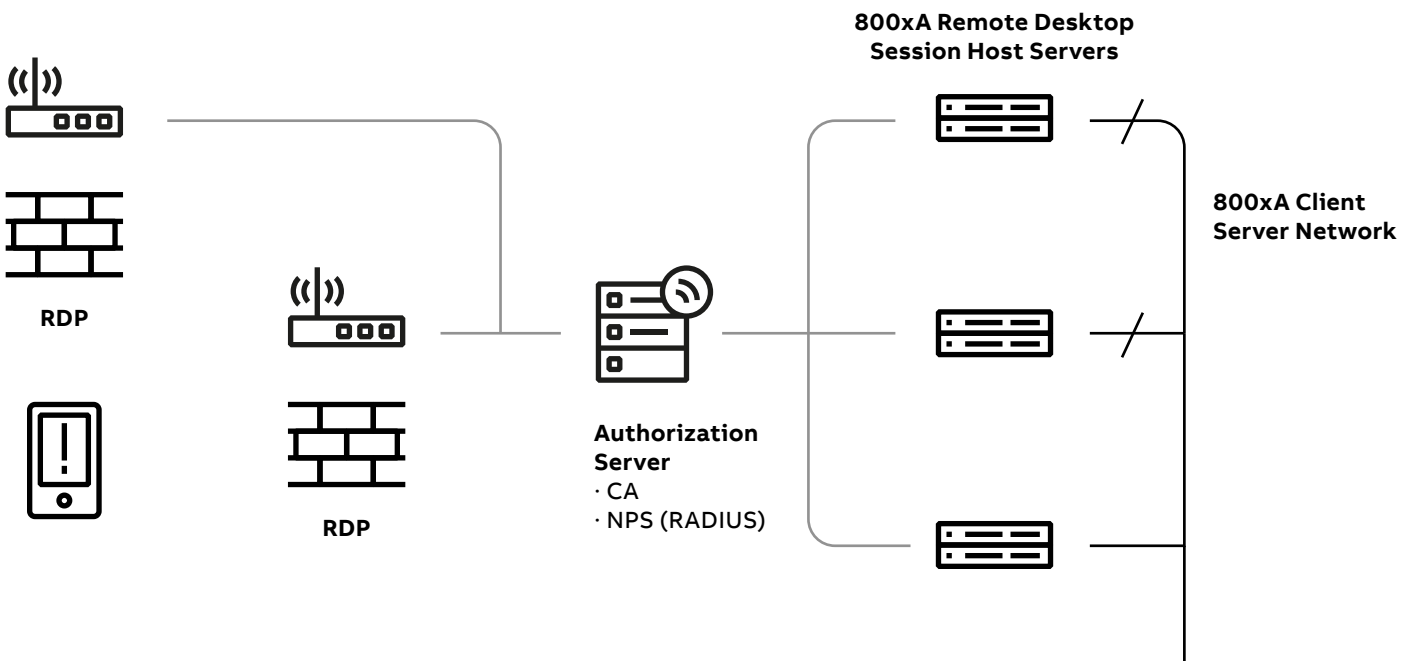 800xA Remote Desktop
Session Host Servers
800xA Client
Server Network
RDP
Authorization
Server
· CA
· NPS (RADIUS)
RDP